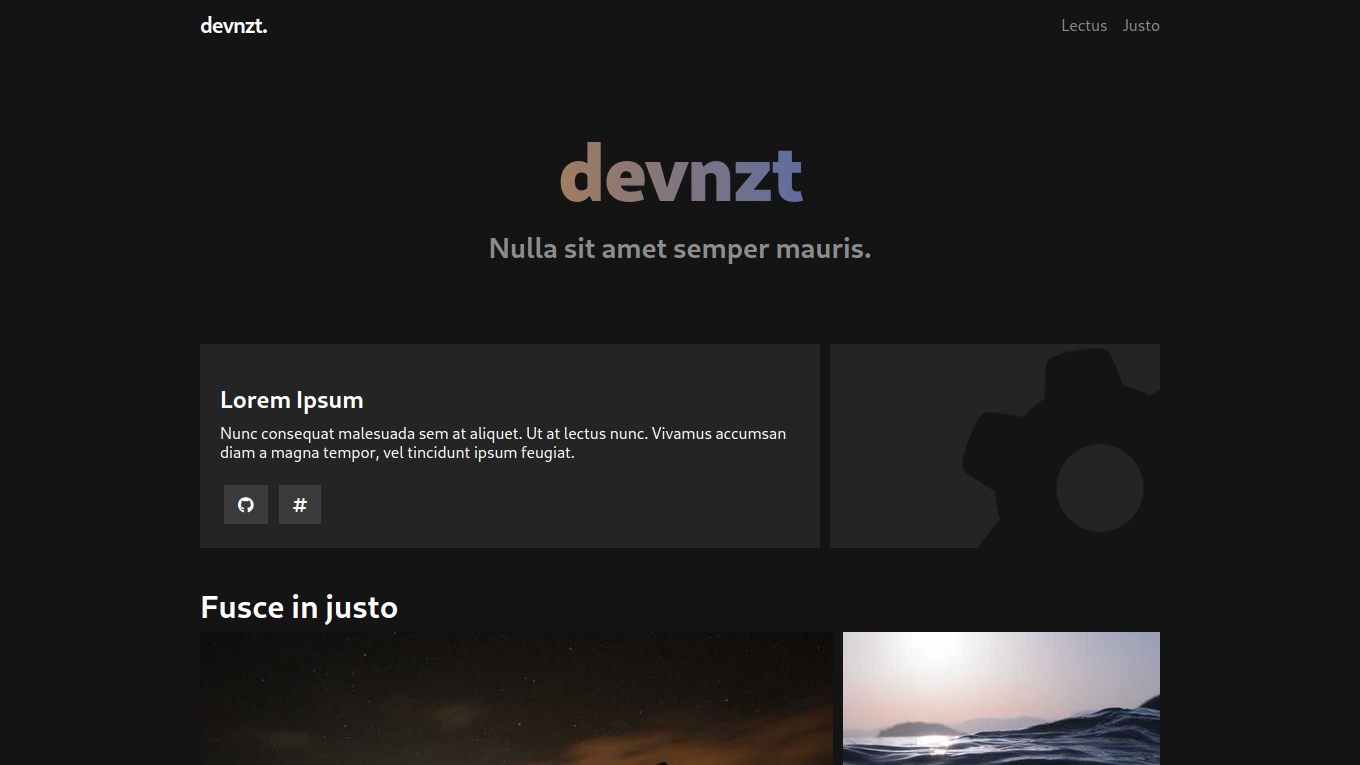 devnzt.
Lectus Justo
devnzt
Nulla sit amet semper mauris.
Lorem Ipsum
Nunc consequat malesuada sem at aliquet. Ut at lectus nunc. Vivamus accumsan
diam a magna tempor, vel tincidunt ipsum feugiat.
#
Fusce in justo